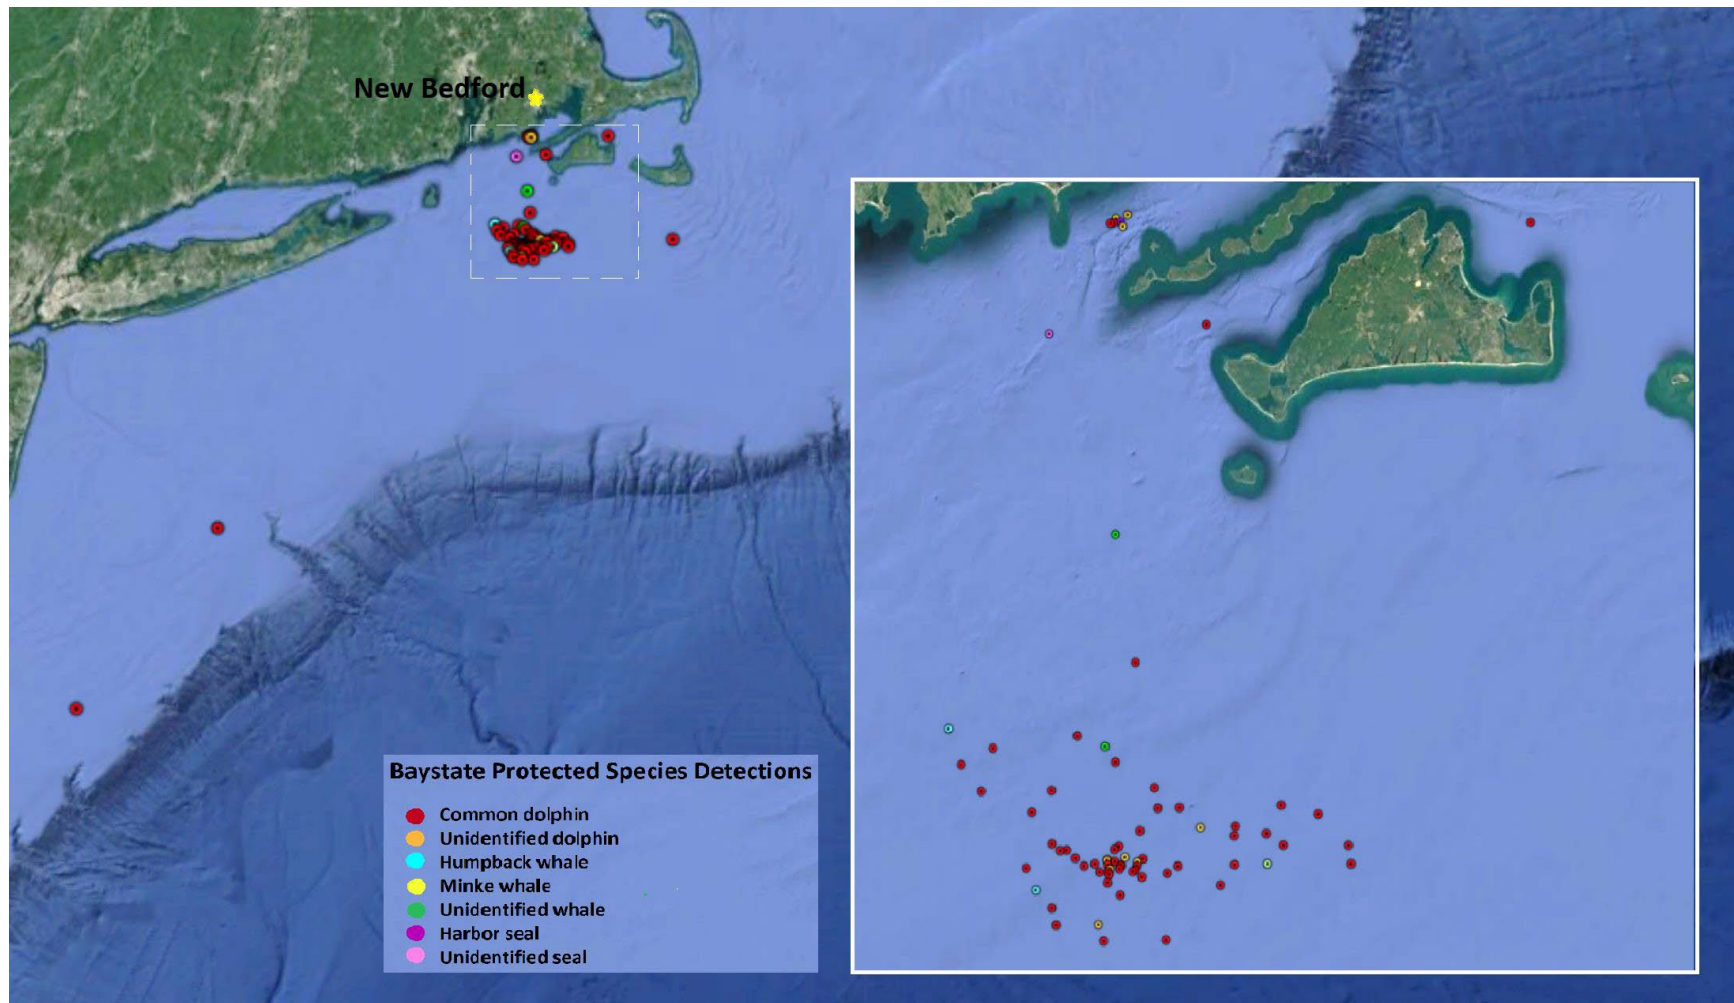 New Bedford
Baystate Protected Species Detections
Common dolphin
Unidentified dolphin
Humpback whale
Minke whale
Unidentified whale
Harbor seal
Unidentified seal